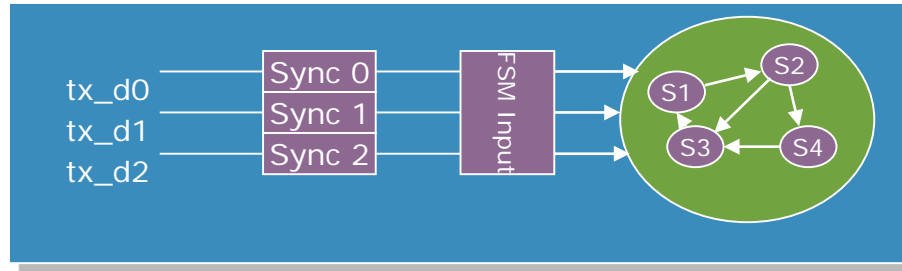 tx_d0
tx_d1
tx_d2
Sync 0
Sync 1
Sync 2
FSM Input
S1
S2
S3
S4